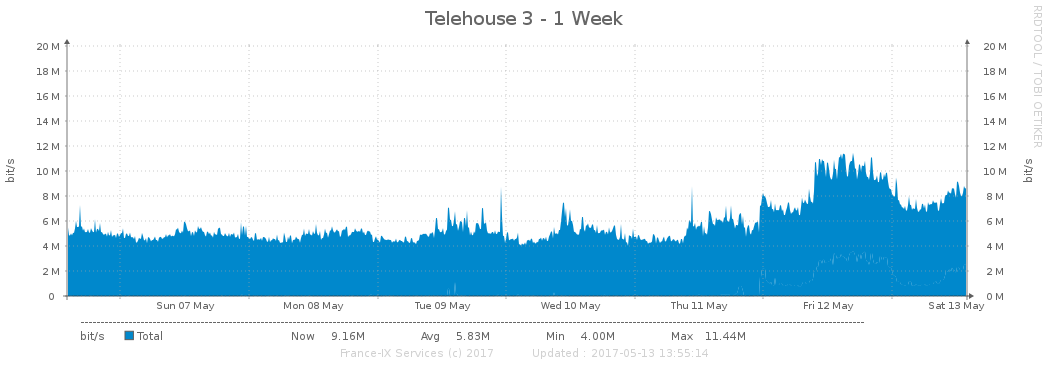 Telehouse 3 - 1 Week
RRDTOOL / TOBI OETIKER
20 M 20 M
18 M 18 M
16 M 16 M
14 M 14 M
12 M 12 M
10 M 10 M
8 M 8 M
6 M 6 M
4 M 4 M
2 M 2 M
0 0 M
bit/s bit/s
Sun 07 May Mon 08 May Tue 09 May Wed 10 May Thu 11 May Fri 12 May Sat 13 May
bit/s Total Now 9.16M Avg 5.83M Min 4.00M Max 11.44M
France-IX Services (c) 2017 Updated : 2017-05-13 13:55:14